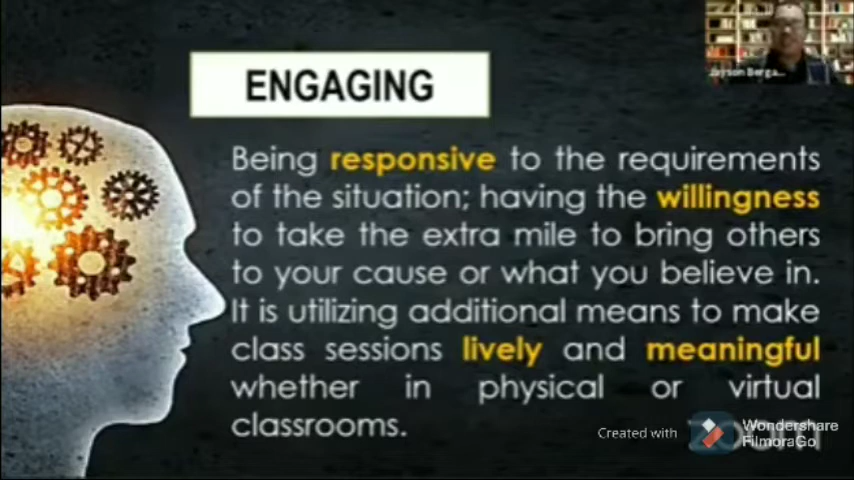 ENGAGING
Being responsive to the requirements
of the situation; having the willingness
to take the extra mile to bring others
to your cause or what you believe in.
It is utilizing additional means to make
class sessions lively and meaningful
whether in physical or virtual
classrooms.
Created with
Wondershare
FilmoraGo